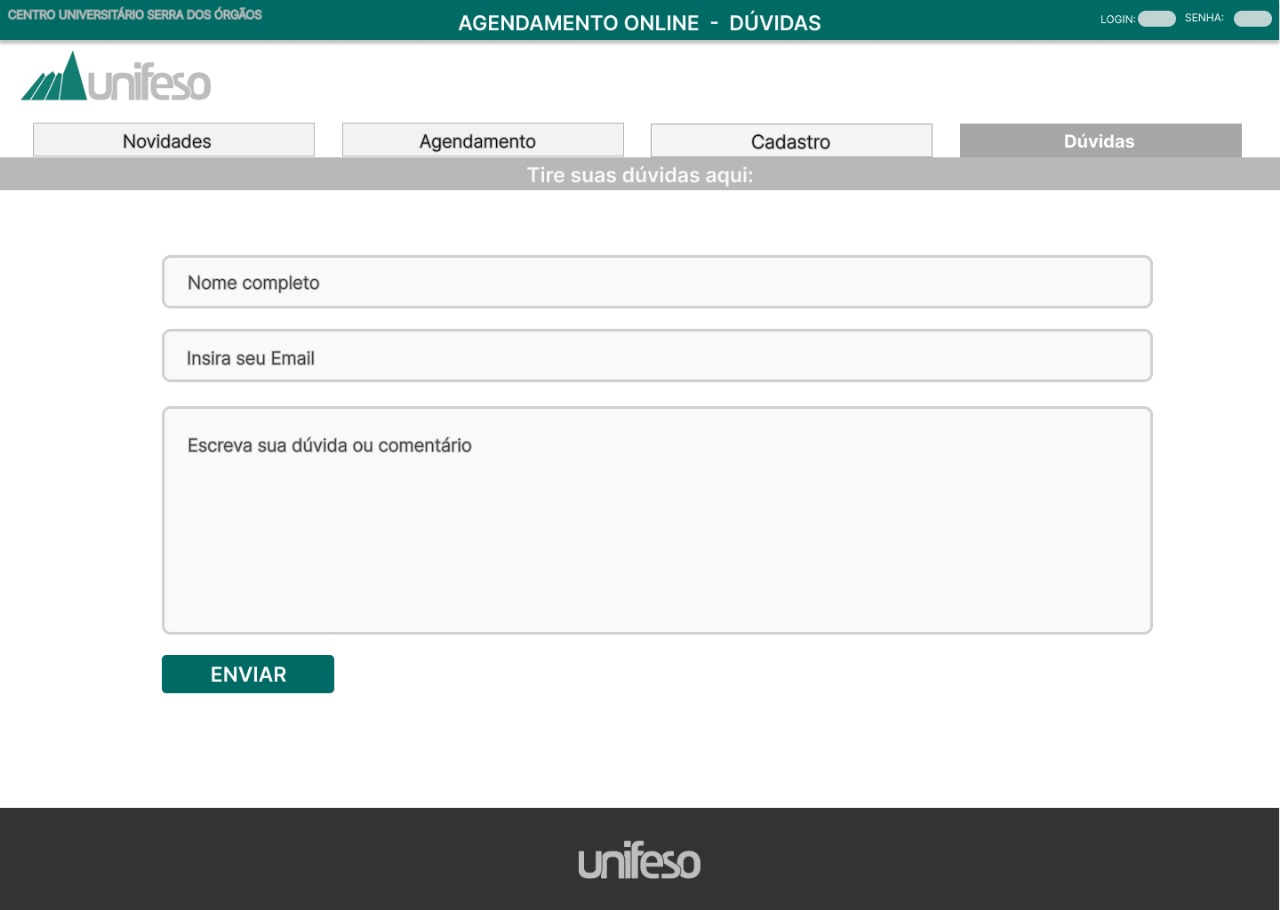 CENTRO UNIVERSITÁRIO SERRA DOS ÓRGÃOS
AGENDAMENTO ONLINE - DÚVIDAS
LOGIN: SENHA:
unifeso
Novidades Agendamento Cadastro Dúvidas
Tire suas dúvidas aqui:
Nome completo
Insira seu Email
Escreva sua dúvida ou comentário
ENVIAR
unifeso